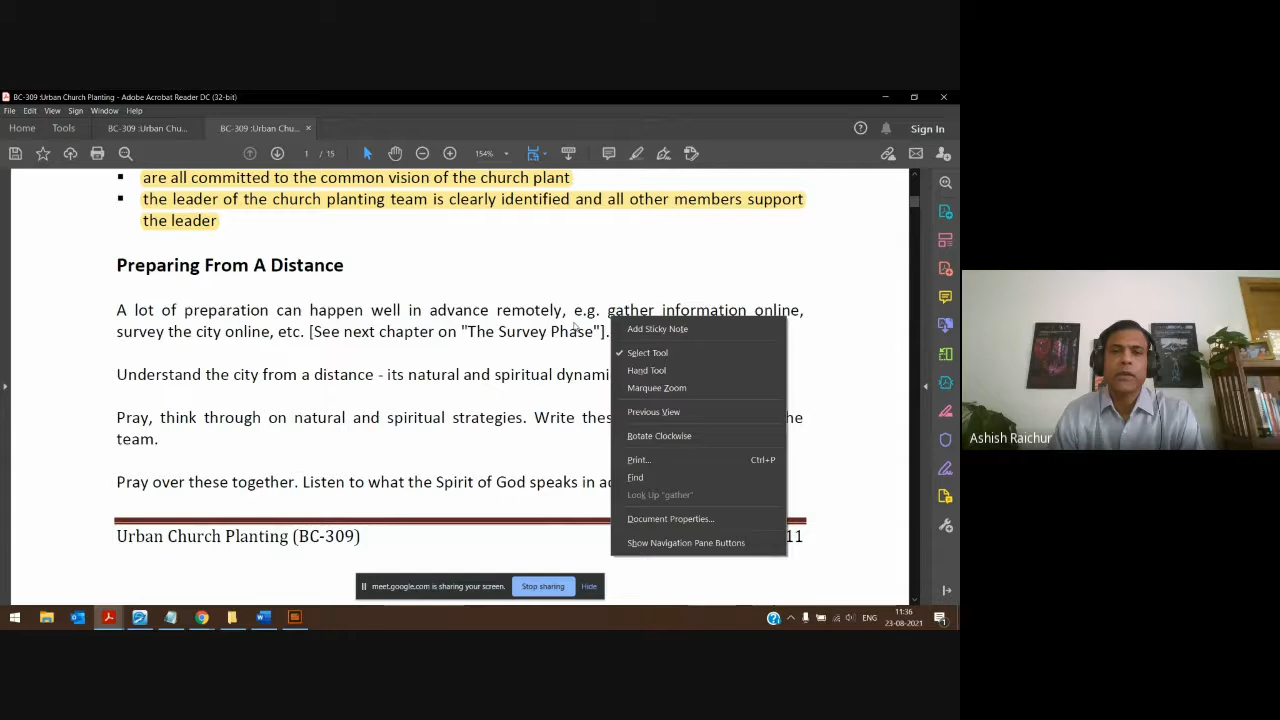 BC-309 :Urban Church Planting - Adobe Acrobat Reader DC (32-bit)
File Edit View Sign Window Help
Home Tools BC-309 :Urban Chu... BC-309 :Urban Chu... ×
Sign In
1 / 15 154%
are all committed to the common vision of the church plant
the leader of the church planting team is clearly identified and all other members support
the leader
Preparing From A Distance
A lot of preparation can happen well in advance remotely, e.g. gather information online,
survey the city online, etc. [See next chapter on "The Survey Phase"].
Understand the city from a distance - its natural and spiritual dynami
Pray, think through on natural and spiritual strategies. Write thes he
team.
Pray over these together. Listen to what the Spirit of God speaks in ad
Urban Church Planting (BC-309) 11
Add Sticky Note
Select Tool
Hand Tool
Marquee Zoom
Previous View
Rotate Clockwise
Print... Ctrl+P
Find
Look Up "gather"
Document Properties...
Show Navigation Pane Buttons
meet.google.com is sharing your screen. Stop sharing Hide
ENG
11:36
23-08-2021
Ashish Raichur